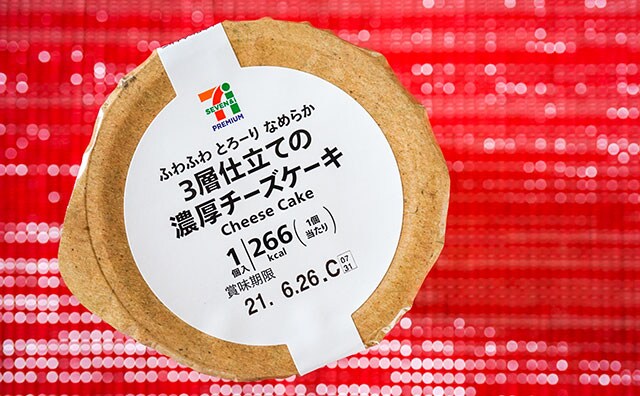 SEVEN&i
PREMIUM
ふわふわ とろーり なめらか
3層仕立ての
濃厚チーズケーキ
Cheese Cake
1個入 266kcal (1個当たり)
賞味期限
21. 6.26.C 07 31